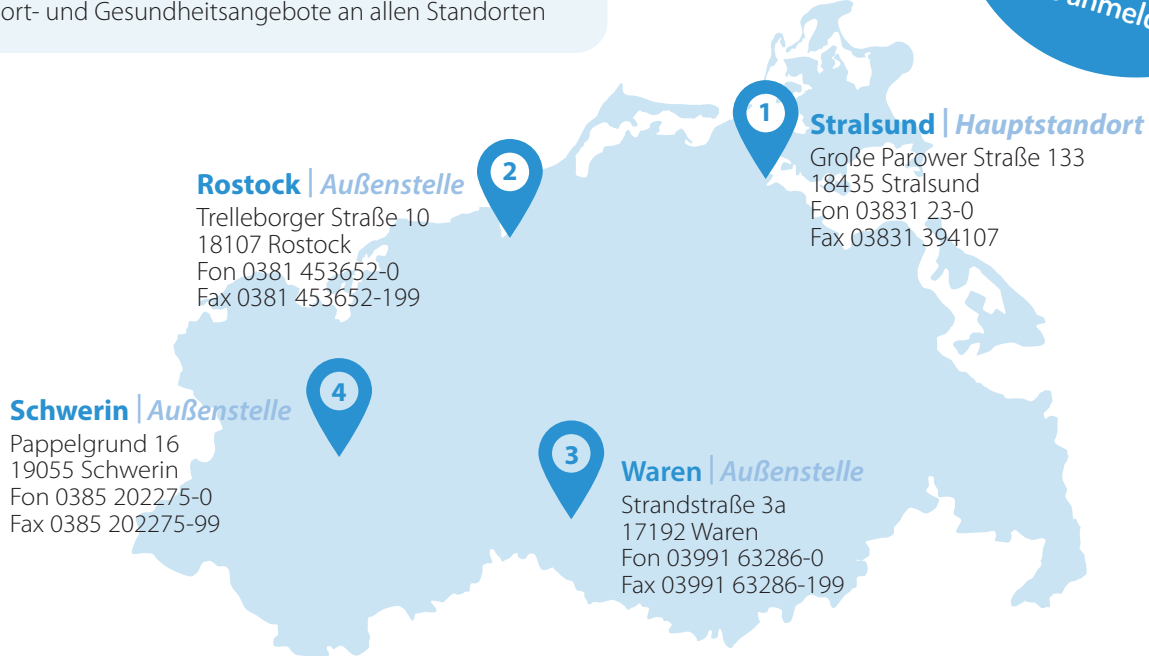 und Gesundheitsangebote an allen Standorten
1
Stralsund | Hauptstandort
Große Parower Straße 133
18435 Stralsund
Fon 03831 23-0
Fax 03831 394107
2
Rostock | Außenstelle
Trelleborger Straße 10
18107 Rostock
Fon 0381 453652-0
Fax 0381 453652-199
4
Schwerin | Außenstelle
Pappelgrund 16
19055 Schwerin
Fon 0385 202275-0
Fax 0385 202275-99
3
Waren | Außenstelle
Strandstraße 3a
17192 Waren
Fon 03991 63286-0
Fax 03991 63286-199